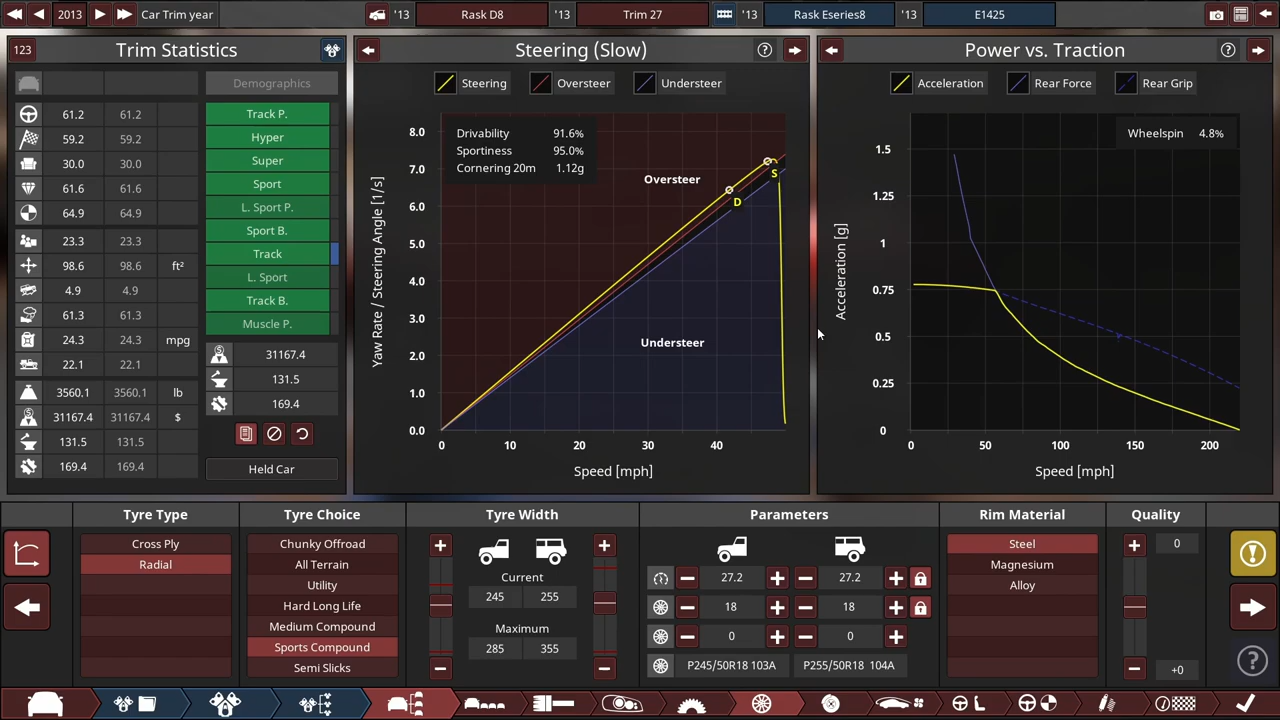 2013 Car Trim year '13 Rask D8 '13 Trim 27 '13 Rask Eseries8 '13 E1425
123 Trim Statistics
Demographics
61.2 61.2 Track P.
59.2 59.2 Hyper
30.0 30.0 Super
61.6 61.6 Sport
64.9 64.9 L. Sport P.
Sport B.
23.3 23.3
98.6 98.6 ft² Track
4.9 4.9 L. Sport
61.3 61.3 Track B.
24.3 24.3 mpg Muscle P.
22.1 22.1
3560.1 3560.1 lb
31167.4 31167.4 $
131.5 131.5
169.4 169.4
31167.4
131.5
169.4
Held Car
Steering (Slow) ?
Steering Oversteer Understeer
Drivability 91.6%
Sportiness 95.0%
Cornering 20m 1.12g
Oversteer
Understeer
S
D
Yaw Rate / Steering Angle [1/s]
8.0
7.0
6.0
5.0
4.0
3.0
2.0
1.0
0.0
0 10 20 30 40
Speed [mph]
Power vs. Traction ?
Acceleration Rear Force Rear Grip
Wheelspin 4.8%
Acceleration [g]
1.5
1.25
1
0.75
0.5
0.25
0
0 50 100 150 200
Speed [mph]
Tyre Type
Cross Ply
Radial
Tyre Choice
Chunky Offroad
All Terrain
Utility
Hard Long Life
Medium Compound
Sports Compound
Semi Slicks
Tyre Width
Current
245 255
Maximum
285 355
Parameters
27.2 27.2
18 18
0 0
P245/50R18 103A P255/50R18 104A
Rim Material
Steel
Magnesium
Alloy
Quality
0
+0
?